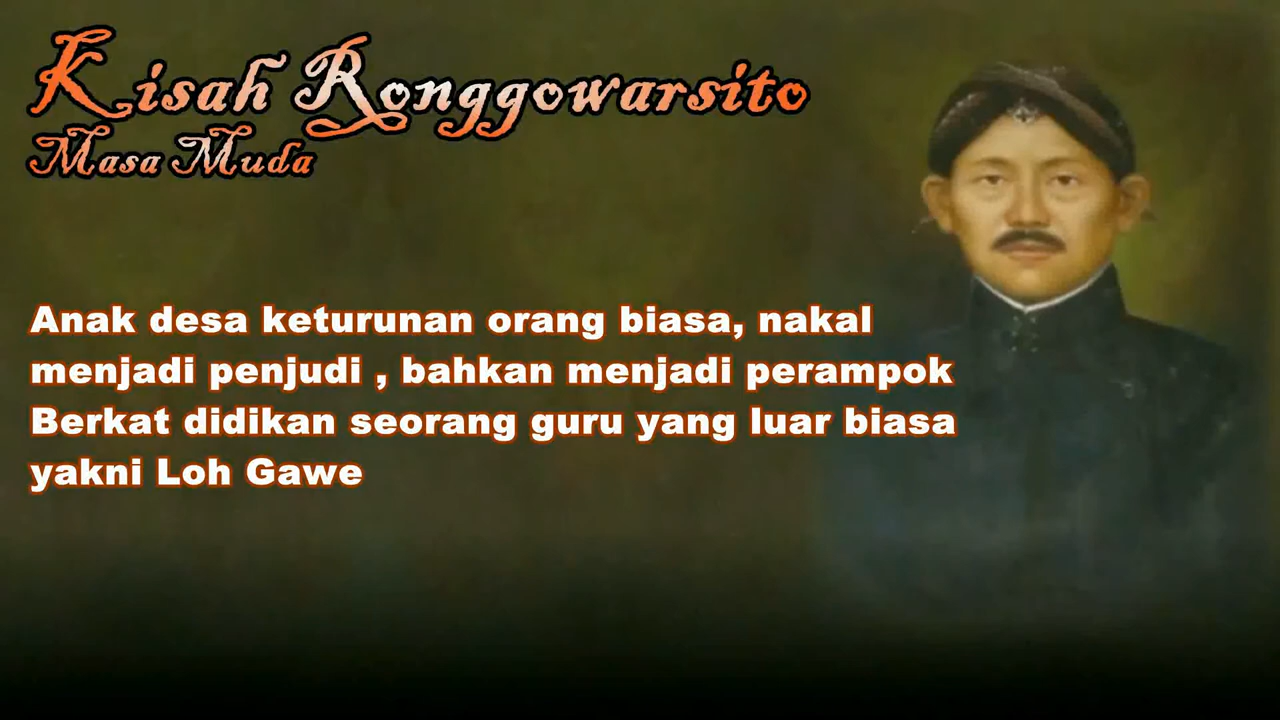 Kisah Ronggowarsito
Masa Muda
Anak desa keturunan orang biasa, nakal
menjadi penjudi , bahkan menjadi perampok
Berkat didikan seorang guru yang luar biasa
yakni Loh Gawe